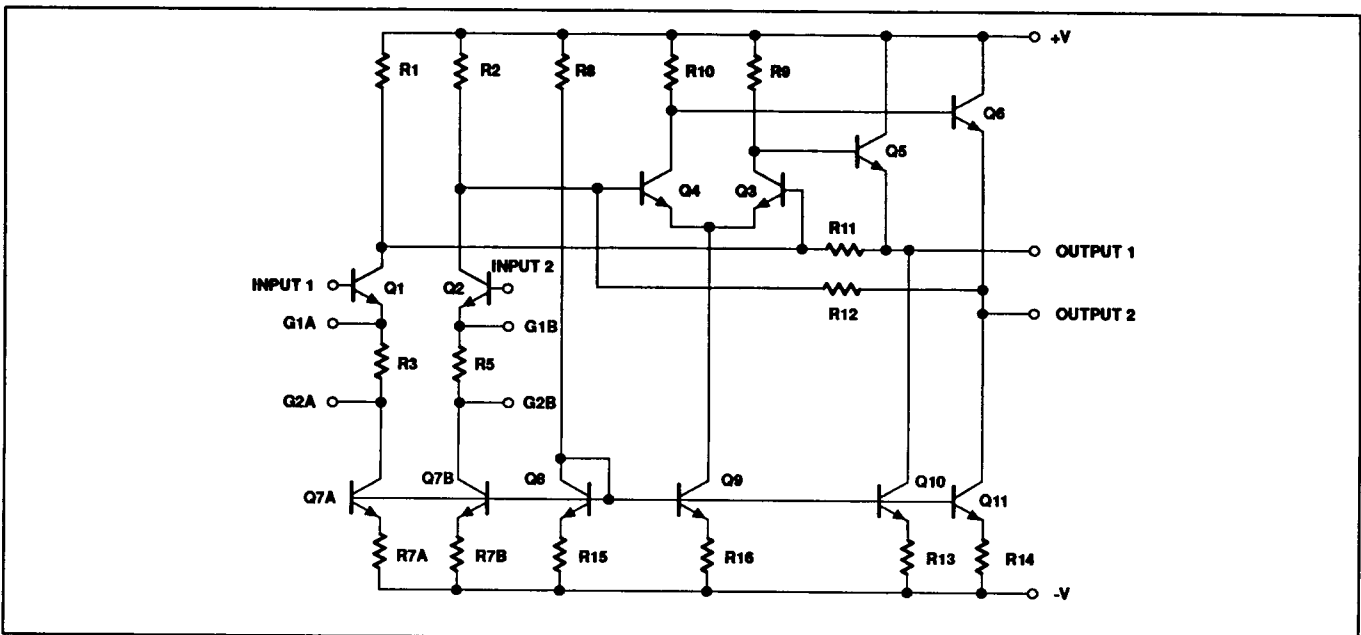 +V
R1
R2
R8
R10
R9
Q6
Q5
Q4
Q3
R11
OUTPUT 1
INPUT 1
Q1
Q2
INPUT 2
R12
OUTPUT 2
G1A
G1B
R3
R5
G2A
G2B
Q7A
Q7B
Q8
Q9
Q10
Q11
R7A
R7B
R15
R16
R13
R14
-V